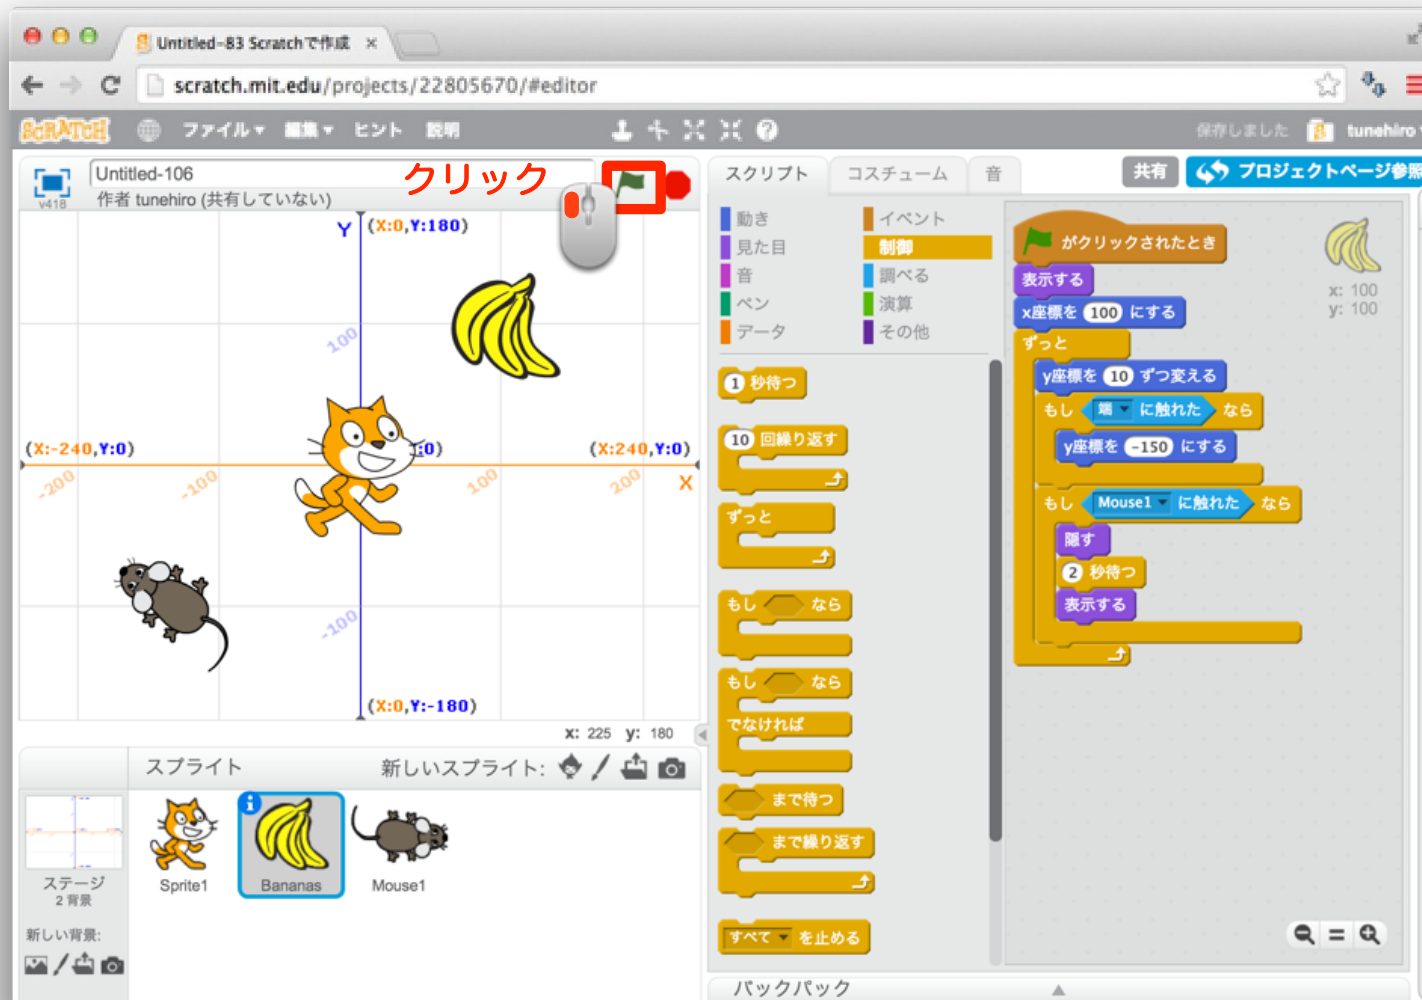 Untitled-83 Scratchで作成
scratch.mit.edu/projects/22805670/#editor
SCRATCH ファイル 編集 ヒント 説明 保存しました tunehiro
v418
Untitled-106
作者 tunehiro (共有していない)
クリック
スクリプト コスチューム 音
共有 プロジェクトページ参照
Y (X:0,Y:180)
100
(X:-240,Y:0) :0) (X:240,Y:0)
-200 -100 100 200 X
-100
(X:0,Y:-180)
x: 225 y: 180
動き イベント
見た目 制御
音 調べる
ペン 演算
データ その他
1 秒待つ
10 回繰り返す
ずっと
もし なら
もし なら
でなければ
まで待つ
まで繰り返す
すべて を止める
がクリックされたとき
表示する
x座標を 100 にする
ずっと
y座標を 10 ずつ変える
もし 端 に触れた なら
y座標を -150 にする
もし Mouse1 に触れた なら
隠す
2 秒待つ
表示する
x: 100
y: 100
スプライト 新しいスプライト:
Sprite1 Bananas Mouse1
ステージ
2 背景
新しい背景:
バックパック